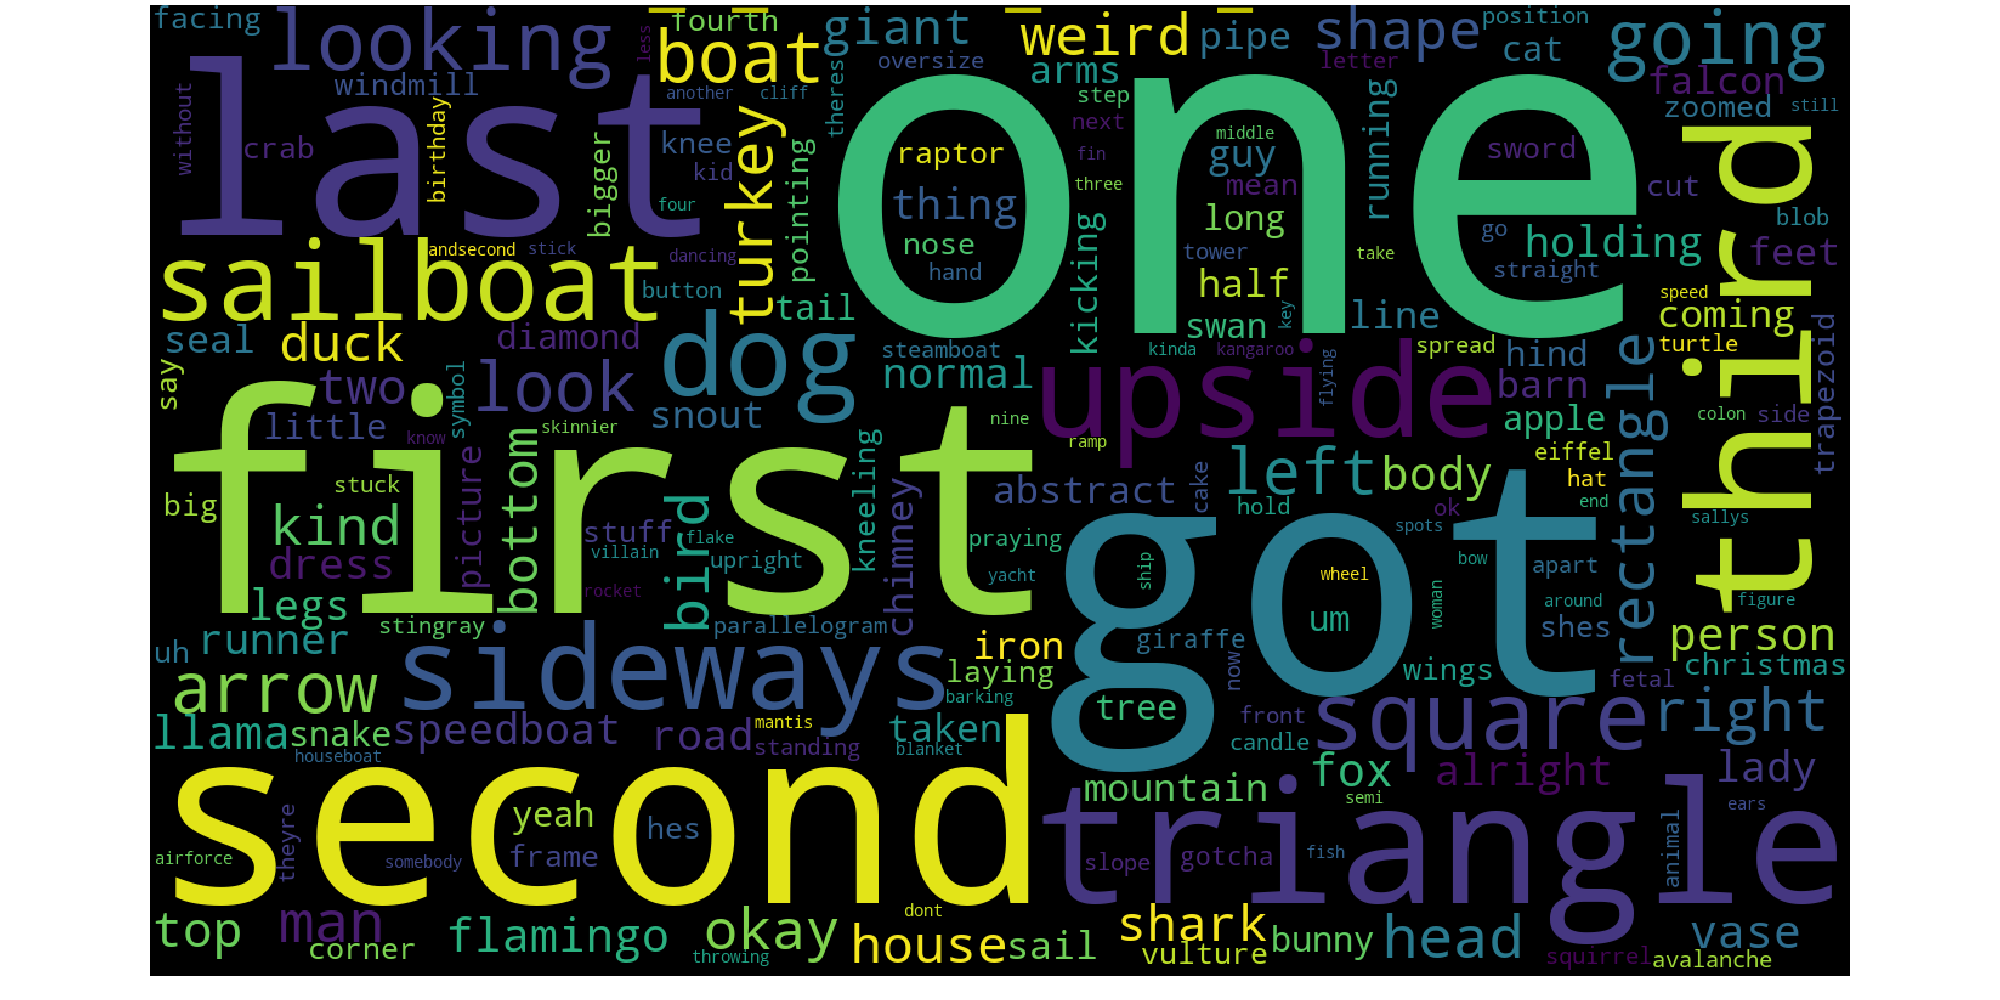 facing
looking
fourth
boat
giant
weird
pipe
shape
position
cat
going
windmill
less
oversize
arms
letter
falcon
last
another
cliff
theres
step
one
running
zoomed
still
without
crab
birthday
bigger
knee
kid
turkey
pointing
raptor
next
fin
middle
guy
sword
cut
third
blob
four
thing
three
mean
long
nose
hand
kicking
tower
half
take
go
straight
holding
feet
andsecond
stick
dancing
sailboat
button
tail
swan
key
line
speed
coming
turtle
trapezoid
seal
duck
diamond
dog
steamboat
normal
kinda
kangaroo
flying
spread
hind
barn
rectangle
say
two
look
symbol
snout
upside
apple
colon
side
little
know
skinnier
nine
ramp
first
picture
bottom
bird
kneeling
chimney
abstract
cake
left
body
eiffel
hat
big
stuck
kind
stuff
flake
praying
hold
got
spots
ok
end
sallys
dress
villain
upright
rocket
yacht
ship
wheel
bow
apart
woman
around
figure
legs
stingray
parallelogram
um
shes
person
uh
runner
sideways
iron
giraffe
now
wings
fetal
christmas
arrow
laying
barking
llama
snake
speedboat
road
mantis
standing
taken
blanket
tree
front
candle
square
right
houseboat
mountain
fox
semi
alright
lady
second
yeah
hes
triangle
ears
theyre
airforce
somebody
frame
slope
gotcha
fish
animal
top
man
corner
flamingo
throwing
okay
dont
house
sail
shark
vulture
bunny
head
squirrel
vase
avalanche